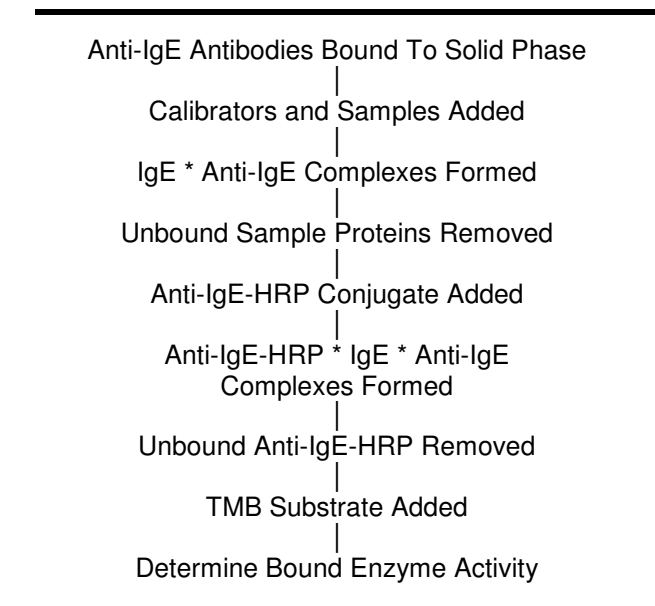 Anti-IgE Antibodies Bound To Solid Phase
Calibrators and Samples Added
IgE * Anti-IgE Complexes Formed
Unbound Sample Proteins Removed
Anti-IgE-HRP Conjugate Added
Anti-IgE-HRP * IgE * Anti-IgE
Complexes Formed
Unbound Anti-IgE-HRP Removed
TMB Substrate Added
Determine Bound Enzyme Activity